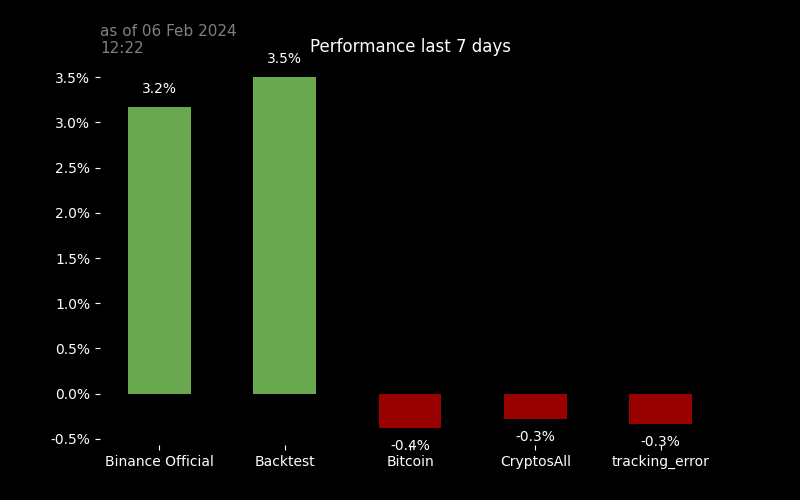 as of 06 Feb 2024
12:22
Performance last 7 days
3.5%
3.2%
3.5%
3.0%
2.5%
2.0%
1.5%
1.0%
0.5%
0.0%
-0.5%
-0.4%
-0.3%
-0.3%
Binance Official
Backtest
Bitcoin
CryptosAll
tracking_error